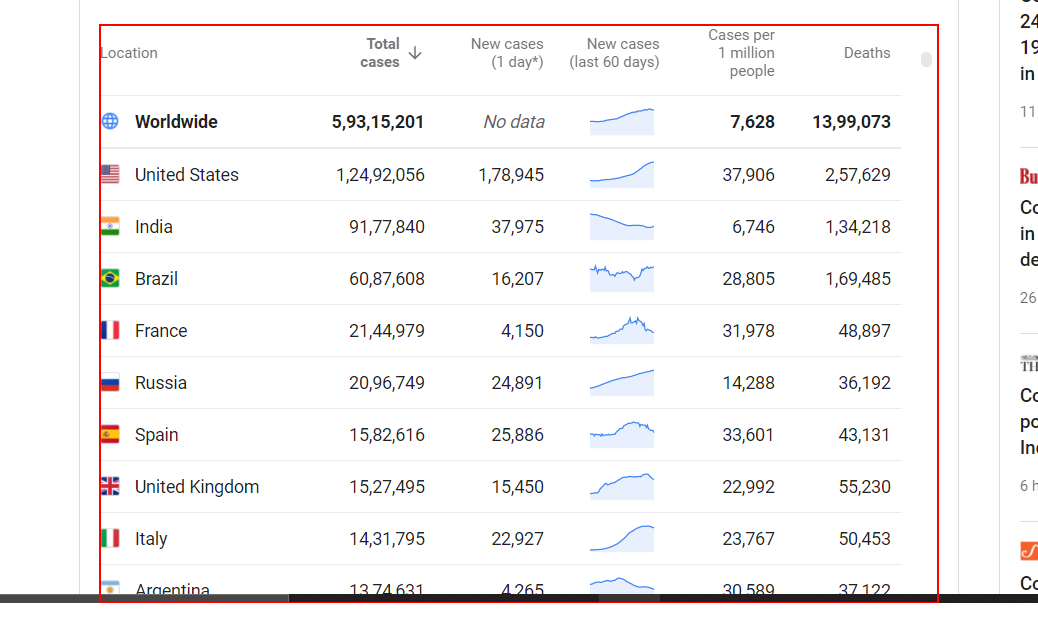 Location Total cases ↓ New cases (1 day*) New cases (last 60 days) Cases per 1 million people Deaths
Worldwide 5,93,15,201 No data 7,628 13,99,073
United States 1,24,92,056 1,78,945 37,906 2,57,629
India 91,77,840 37,975 6,746 1,34,218
Brazil 60,87,608 16,207 28,805 1,69,485
France 21,44,979 4,150 31,978 48,897
Russia 20,96,749 24,891 14,288 36,192
Spain 15,82,616 25,886 33,601 43,131
United Kingdom 15,27,495 15,450 22,992 55,230
Italy 14,31,795 22,927 23,767 50,453
Argentina 13,74,631 4,265 30,589 37,122
24
19
in
11
Bu
Co
in
de
26
TH
Co
po
In
6 h
Co